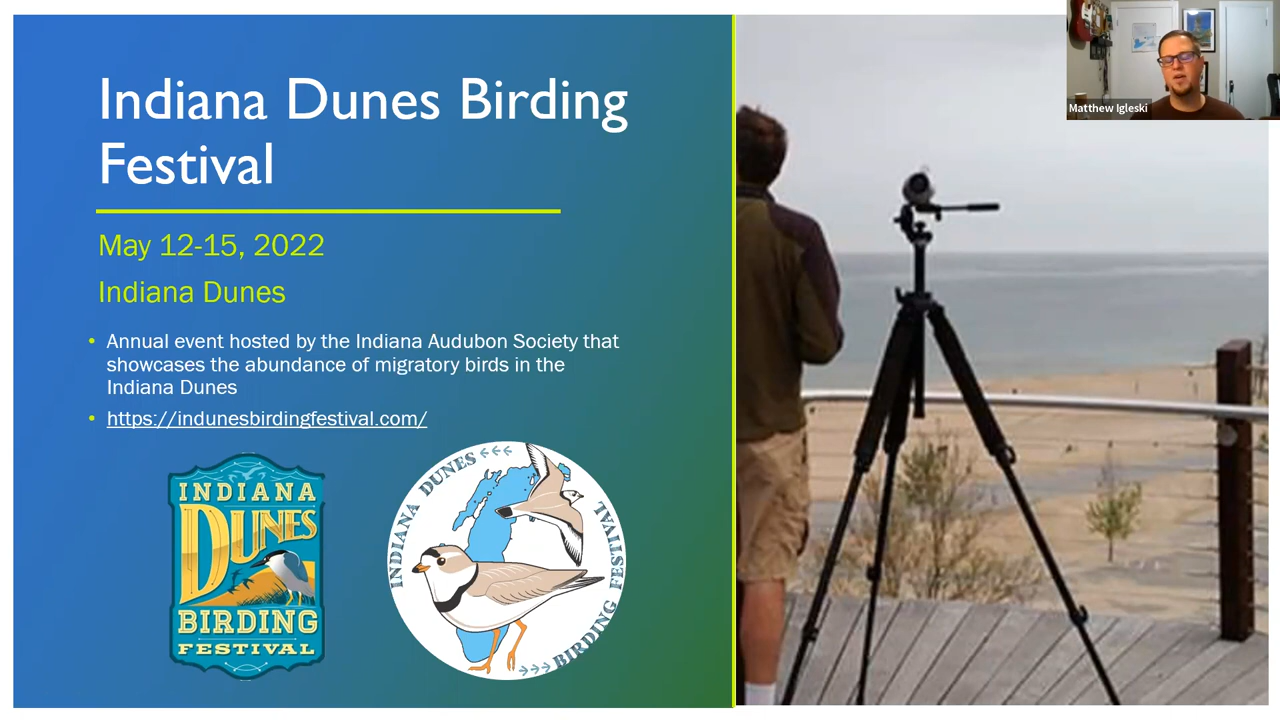 Indiana Dunes Birding
Festival
May 12-15, 2022
Indiana Dunes
• Annual event hosted by the Indiana Audubon Society that
showcases the abundance of migratory birds in the
Indiana Dunes
• https://indunesbirdingfestival.com/
INDIANA
DUNES
BIRDING
FESTIVAL
INDIANA DUNES
BIRDING FESTIVAL
Matthew Igleski